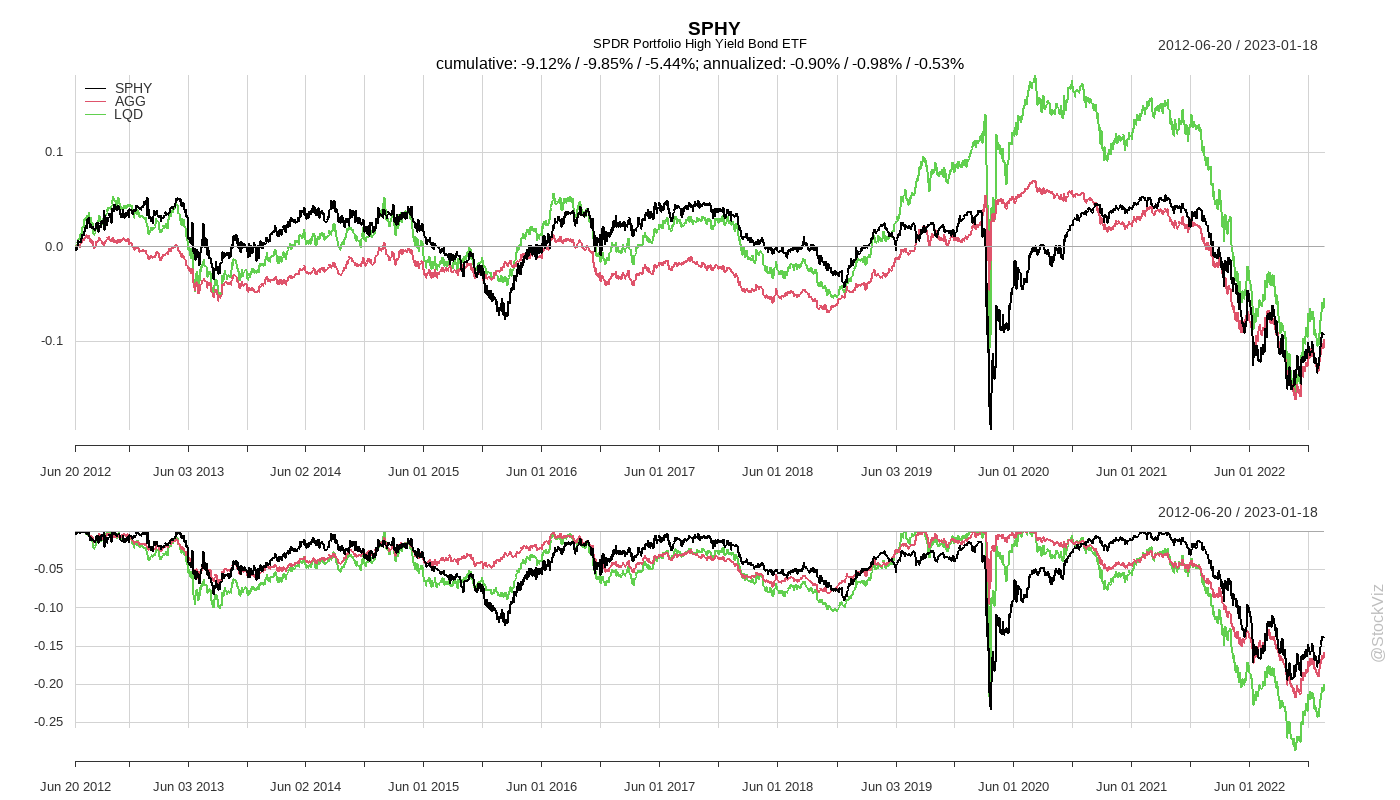 SPHY
SPDR Portfolio High Yield Bond ETF
2012-06-20 / 2023-01-18
cumulative: -9.12% / -9.85% / -5.44%; annualized: -0.90% / -0.98% / -0.53%
SPHY
AGG
LQD
0.1
0.0
-0.1
Jun 20 2012 Jun 03 2013 Jun 02 2014 Jun 01 2015 Jun 01 2016 Jun 01 2017 Jun 01 2018 Jun 03 2019 Jun 01 2020 Jun 01 2021 Jun 01 2022
2012-06-20 / 2023-01-18
-0.05
-0.10
-0.15
-0.20
-0.25
Jun 20 2012 Jun 03 2013 Jun 02 2014 Jun 01 2015 Jun 01 2016 Jun 01 2017 Jun 01 2018 Jun 03 2019 Jun 01 2020 Jun 01 2021 Jun 01 2022
@StockViz